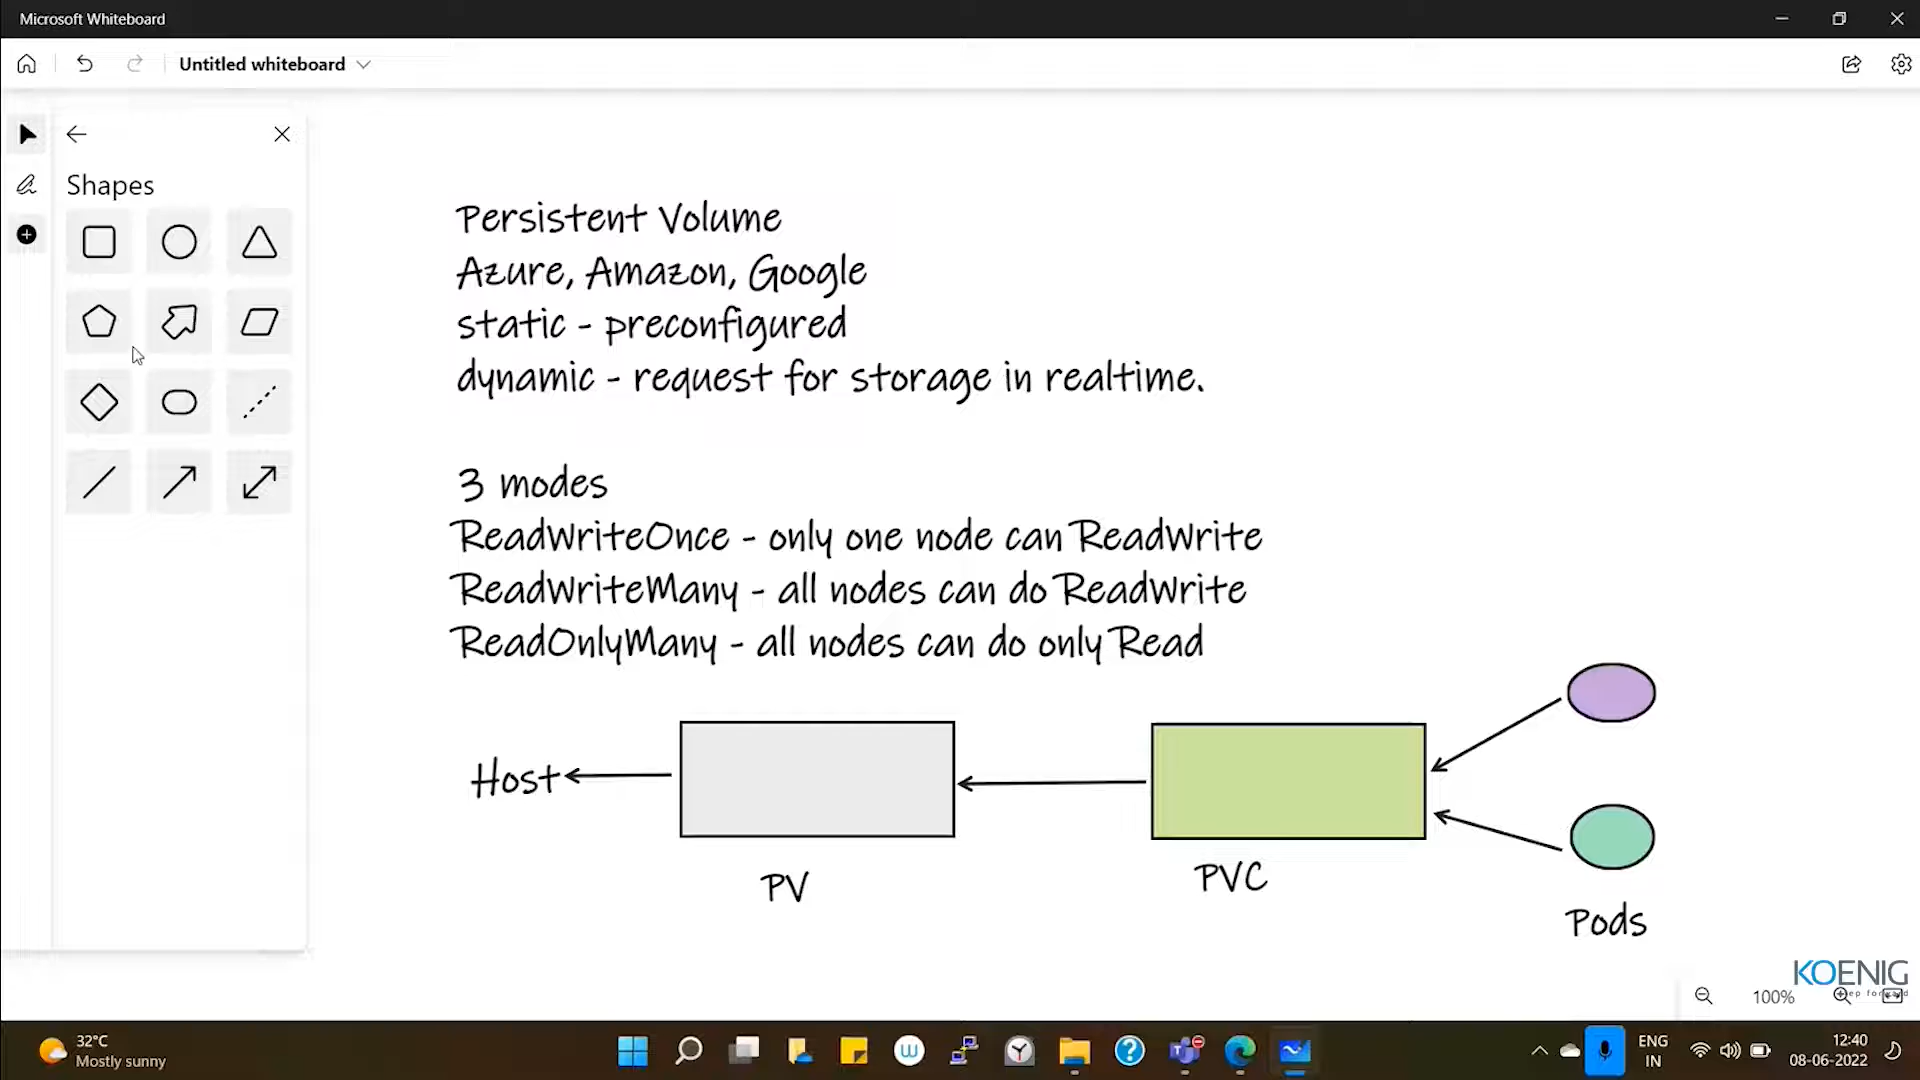 Microsoft Whiteboard
Untitled whiteboard
Shapes
Persistent Volume
Azure, Amazon, Google
static - preconfigured
dynamic - request for storage in realtime.
3 modes
ReadWriteOnce - only one node can ReadWrite
ReadWriteMany - all nodes can do ReadWrite
ReadOnlyMany - all nodes can do only Read
Host
PV
PVC
Pods
KOENIG
step forward
100%
32°C
Mostly sunny
ENG
IN
12:40
08-06-2022